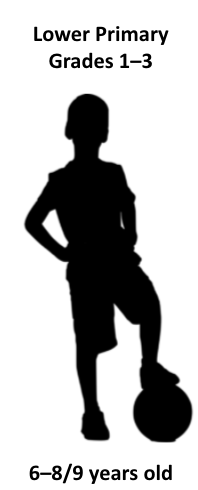 Lower Primary
Grades 1–3
6–8/9 years old